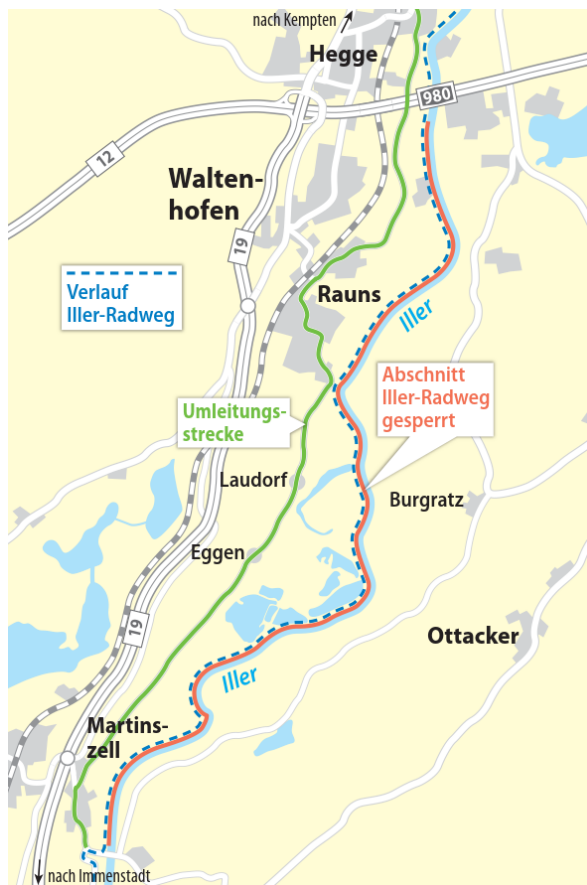 nach Kempten
Hegge
980
12
Walten-
hofen
19
Verlauf
Iller-Radweg
Rauns
Iller
Abschnitt
Iller-Radweg
gesperrt
Umleitungs-
strecke
Laudorf
Burgratz
Eggen
19
Ottacker
Iller
Martins-
zell
nach Immenstadt